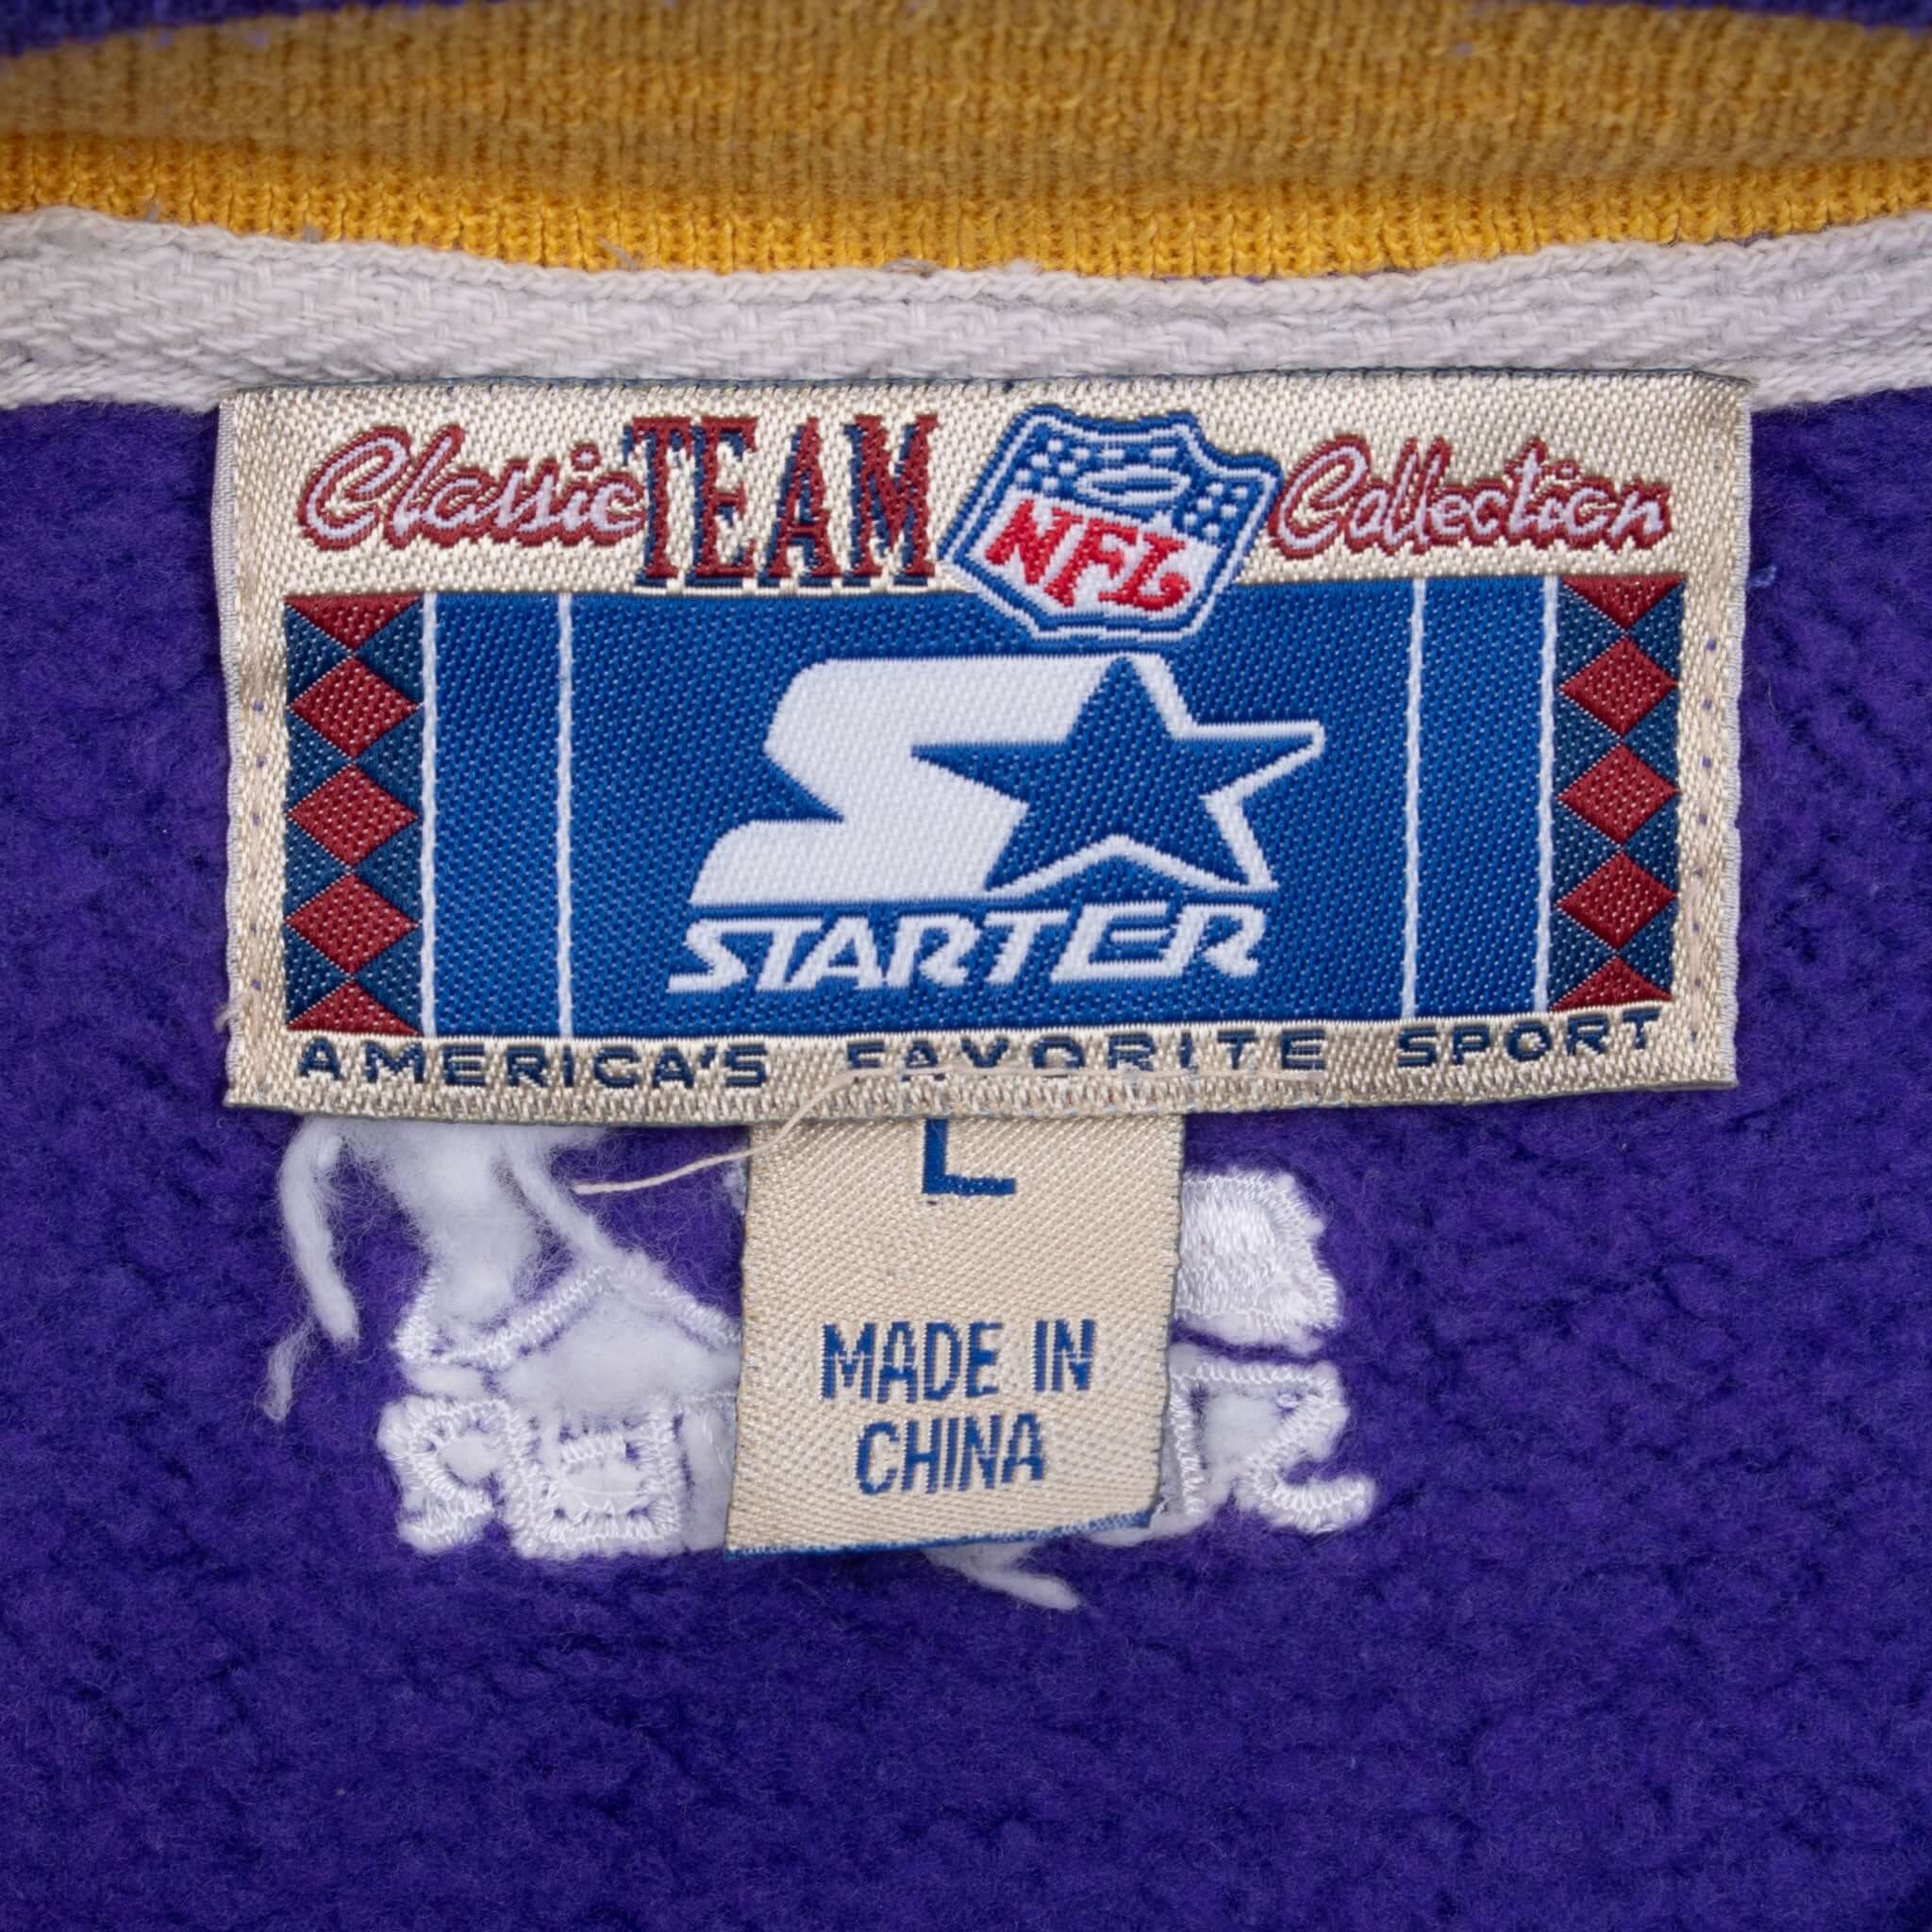 Classic TEAM NFL Collection
STARTER
AMERICA'S FAVORITE SPORT
L
MADE IN
CHINA